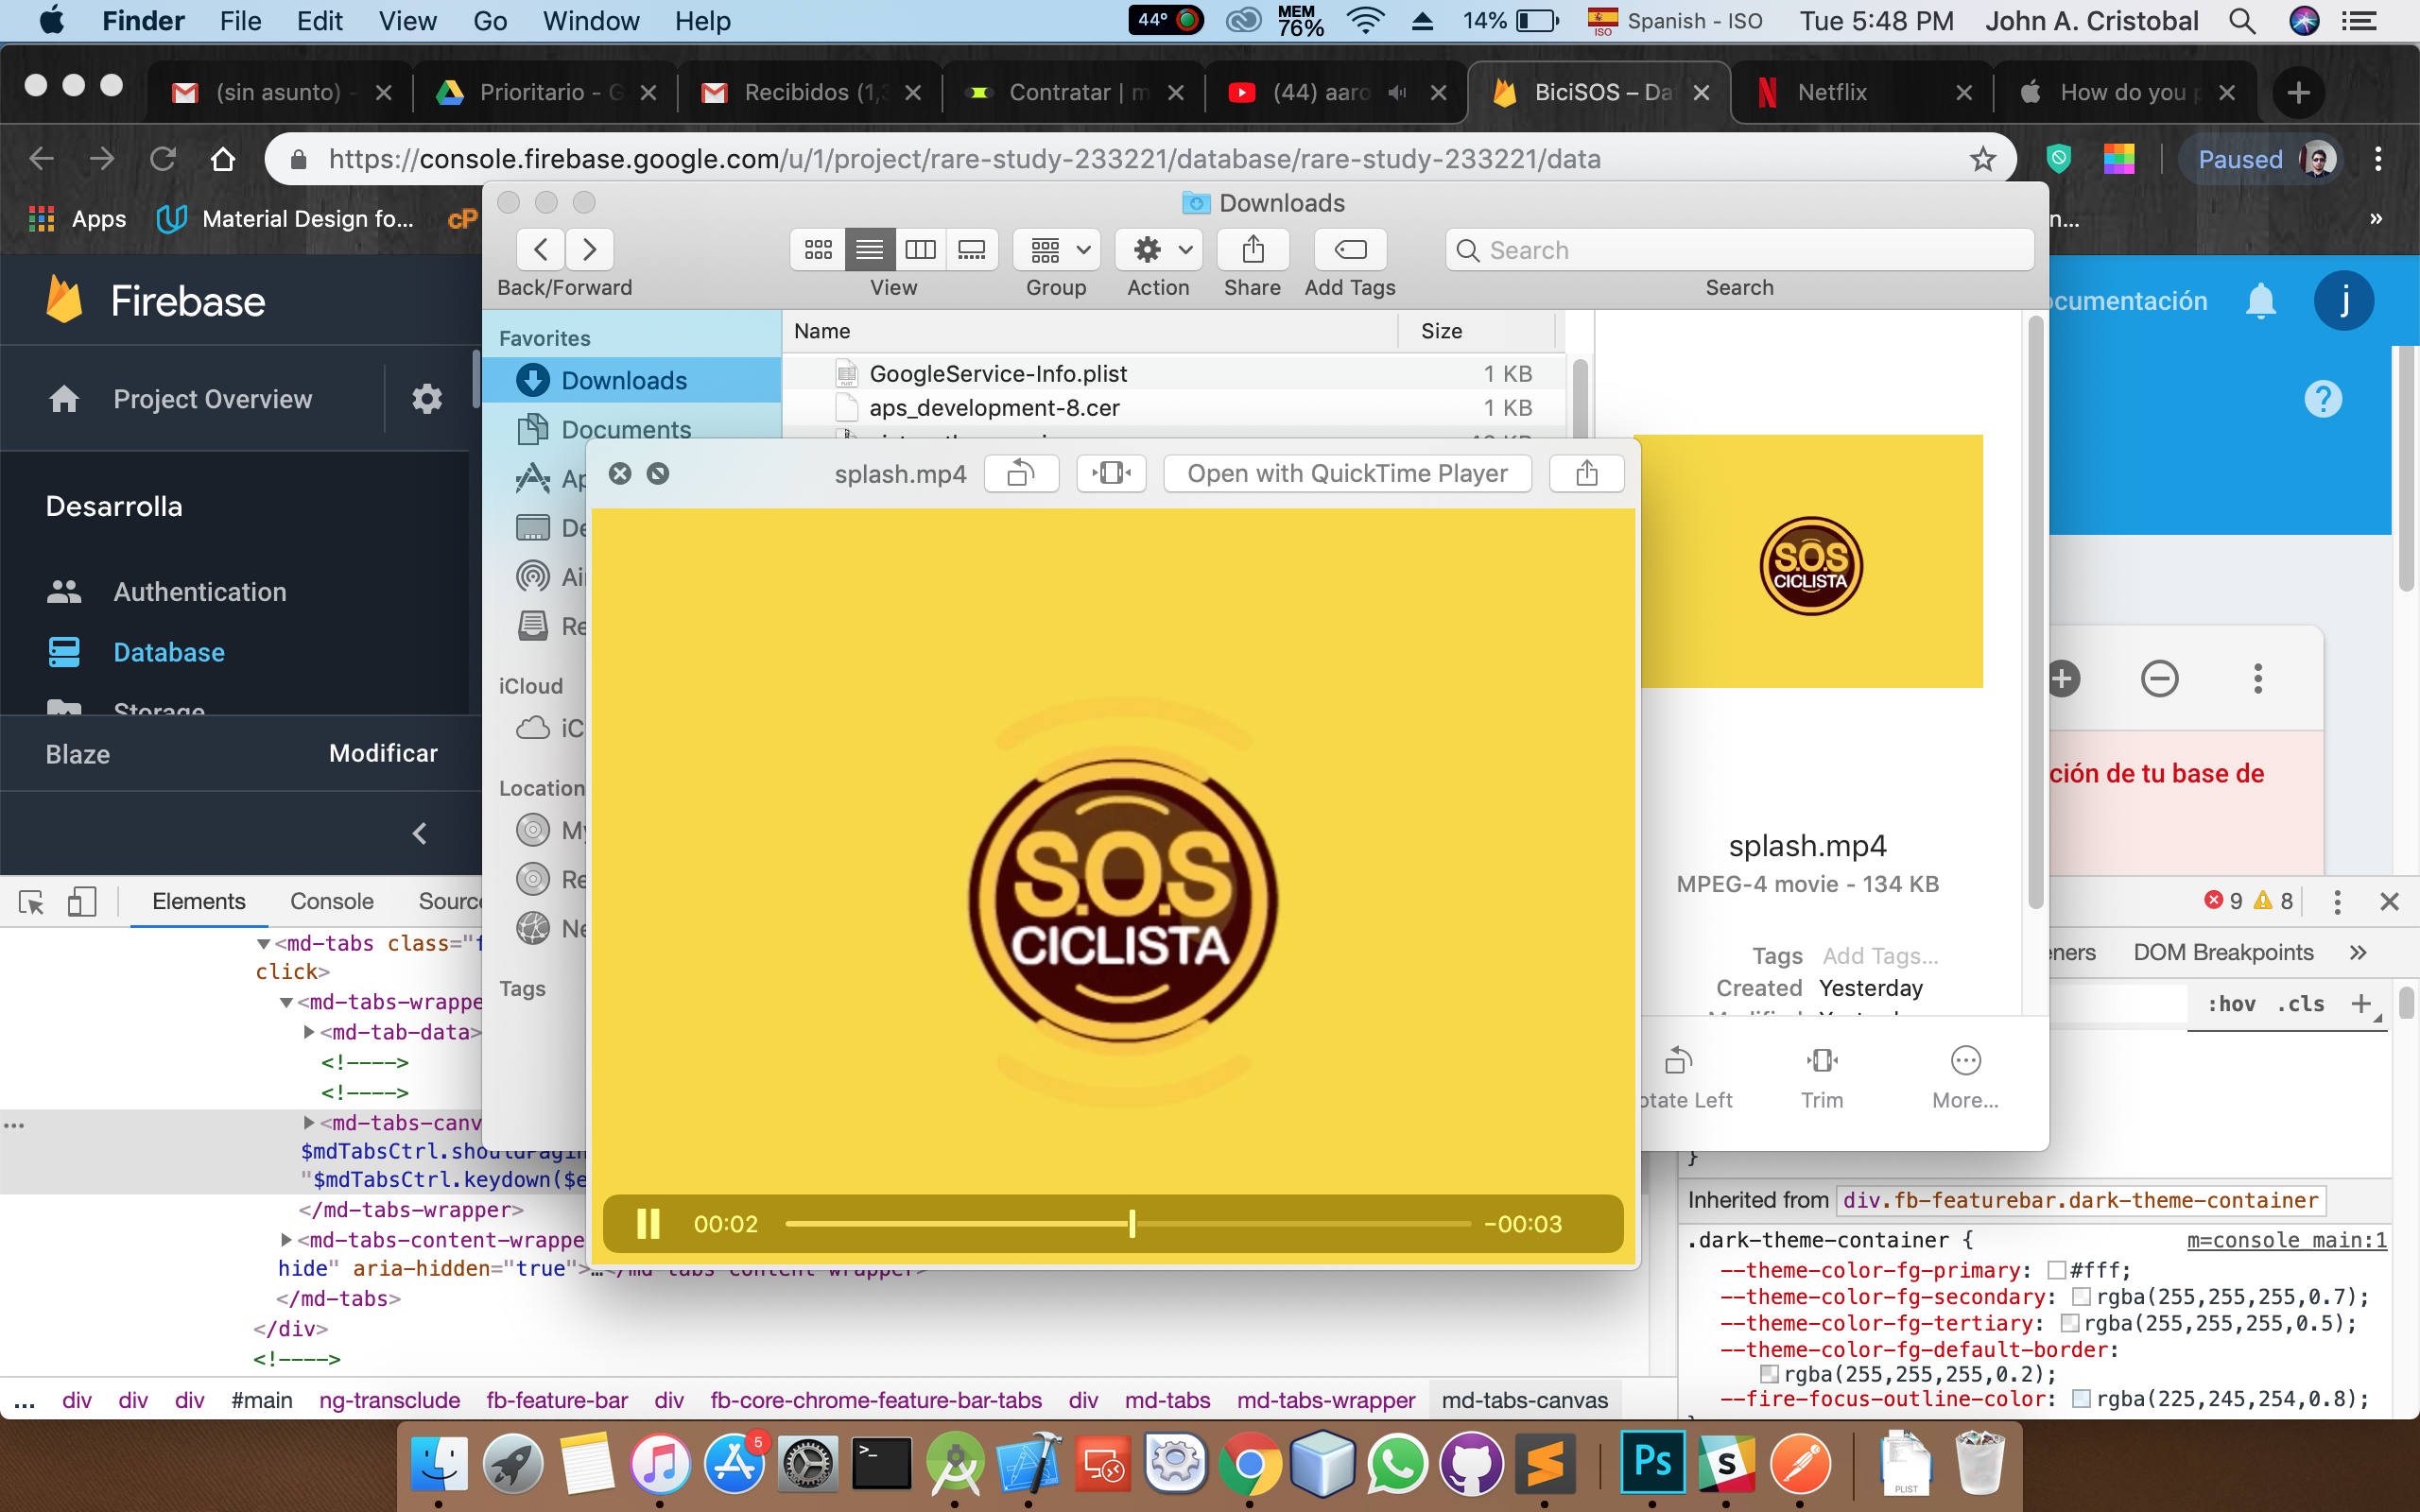 Finder File Edit View Go Window Help
44° MEM 76% 14% ISO Spanish - ISO Tue 5:48 PM John A. Cristobal
(sin asunto) - Prioritario - G Recibidos (1,3 Contratar | m (44) aaro BiciSOS – Da Netflix How do you p
https://console.firebase.google.com/u/1/project/rare-study-233221/database/rare-study-233221/data
Paused
Apps Material Design fo... cP n... »
Downloads
Search
Back/Forward View Group Action Share Add Tags Search
Firebase
ocumentación j
Project Overview
?
Desarrolla
Authentication
Database
Storage
Blaze Modificar
Favorites
Downloads
Documents
Ap
De
Ai
Re
iCloud
iC
Location
My
Re
Ne
Tags
Name Size
GoogleService-Info.plist 1 KB
aps_development-8.cer 1 KB
splash.mp4 Open with QuickTime Player
S.O.S
CICLISTA
00:02 -00:03
S.O.S
CICLISTA
splash.mp4
MPEG-4 movie - 134 KB
Tags Add Tags...
Created Yesterday
otate Left Trim More...
ción de tu base de
Elements Console Sourc
9 8
eners DOM Breakpoints »
:hov .cls +
<md-tabs class="f
click>
<md-tabs-wrappe
<md-tab-data>
<!---->
<!---->
<md-tabs-canv
$mdTabsCtrl.shouldPagin
"$mdTabsCtrl.keydown($e
</md-tabs-wrapper>
<md-tabs-content-wrappe
hide" aria-hidden="true">…</md-tabs-content-wrapper>
</md-tabs>
</div>
<!---->
}
Inherited from div.fb-featurebar.dark-theme-container
.dark-theme-container { m=console_main:1
--theme-color-fg-primary: #fff;
--theme-color-fg-secondary: rgba(255,255,255,0.7);
--theme-color-fg-tertiary: rgba(255,255,255,0.5);
--theme-color-fg-default-border:
rgba(255,255,255,0.2);
--fire-focus-outline-color: rgba(225,245,254,0.8);
... div div div #main ng-transclude fb-feature-bar div fb-core-chrome-feature-bar-tabs div md-tabs md-tabs-wrapper md-tabs-canvas
5 >_ Ps S PLIST